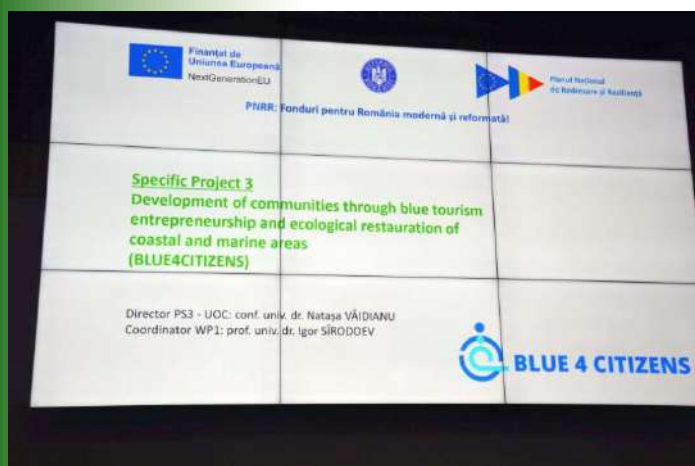 Finanțat de
Uniunea Europeană
NextGenerationEU
Planul Național
de Redresare și Reziliență
PNRR: Fonduri pentru România modernă și reformată!
Specific Project 3
Development of communities through blue tourism
entrepreneurship and ecological restauration of
coastal and marine areas
(BLUE4CITIZENS)
Director PS3 - UOC: conf. univ. dr. Natașa VĂIDIANU
Coordinator WP1: prof. univ. dr. Igor SÎRODOEV
BLUE 4 CITIZENS